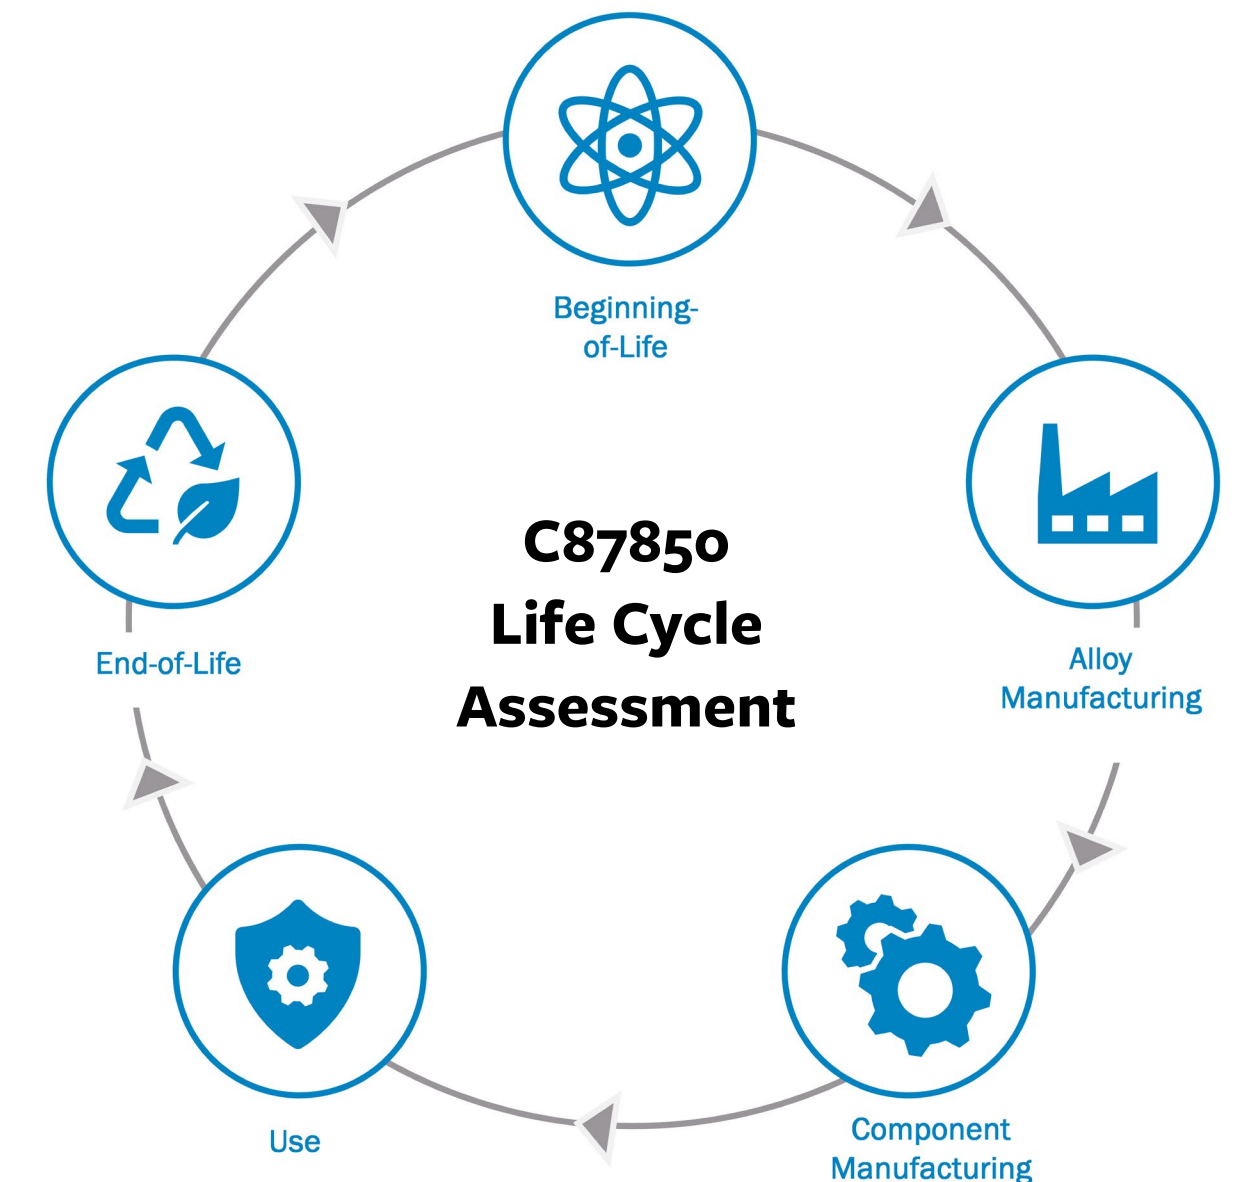 Beginning-
of-Life
C87850
Life Cycle
Assessment
End-of-Life
Alloy
Manufacturing
Use
Component
Manufacturing